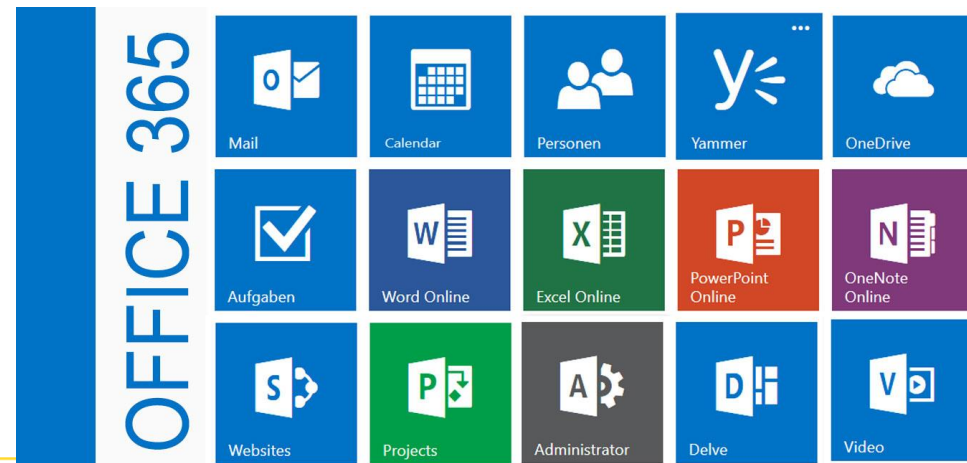 OFFICE 365
Mail
Calendar
Personen
Yammer
OneDrive
Aufgaben
Word Online
Excel Online
PowerPoint
Online
OneNote
Online
Websites
Projects
Administrator
Delve
Video
O
W
X
P
N
S
P
A
D
V